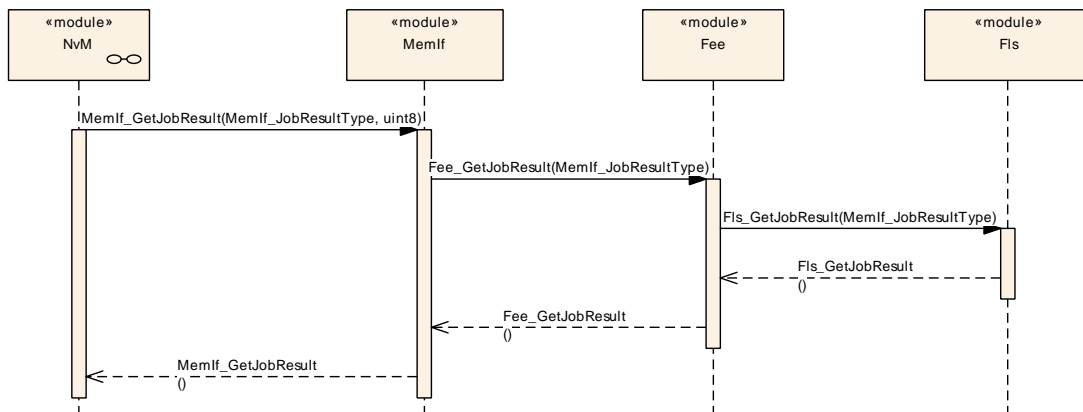 «module»
NvM
«module»
MemIf
«module»
Fee
«module»
Fls
MemIf_GetJobResult(MemIf_JobResultType, uint8)
Fee_GetJobResult(MemIf_JobResultType)
Fls_GetJobResult(MemIf_JobResultType)
Fls_GetJobResult
()
Fee_GetJobResult
()
MemIf_GetJobResult
()